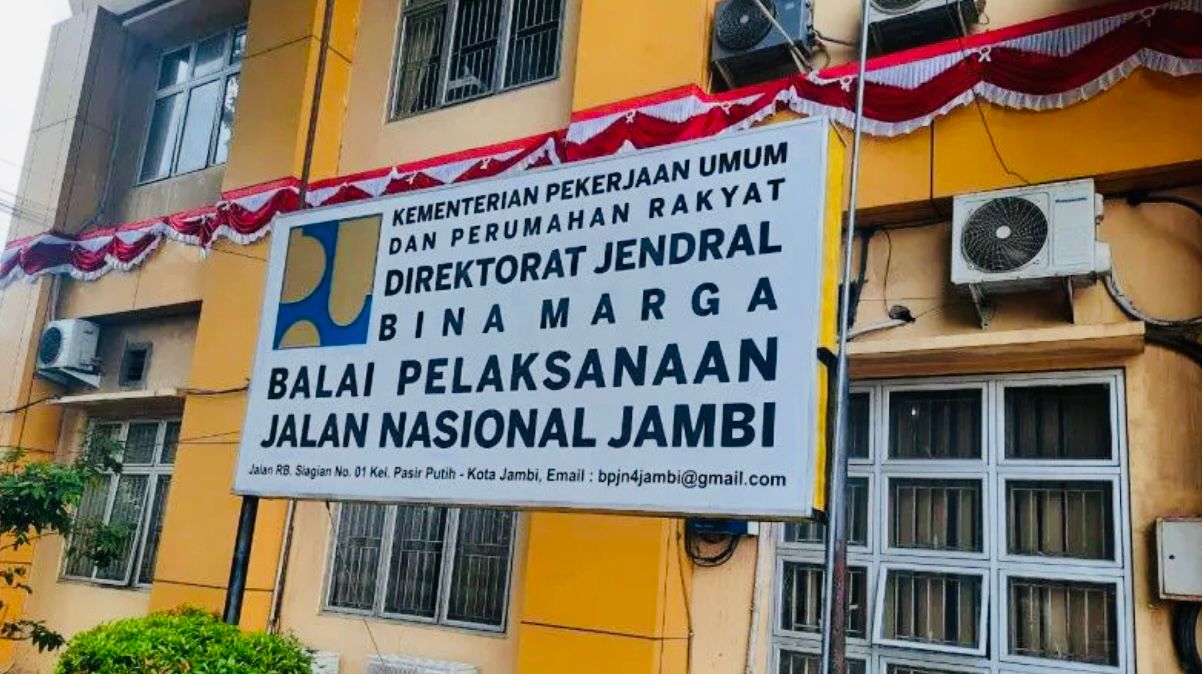 KEMENTERIAN PEKERJAAN UMUM
DAN PERUMAHAN RAKYAT
DIREKTORAT JENDRAL
BINA MARGA
BALAI PELAKSANAAN
JALAN NASIONAL JAMBI
Jalan RB. Siagian No. 01 Kel. Pasir Putih - Kota Jambi, Email : bpjn4jambi@gmail.com